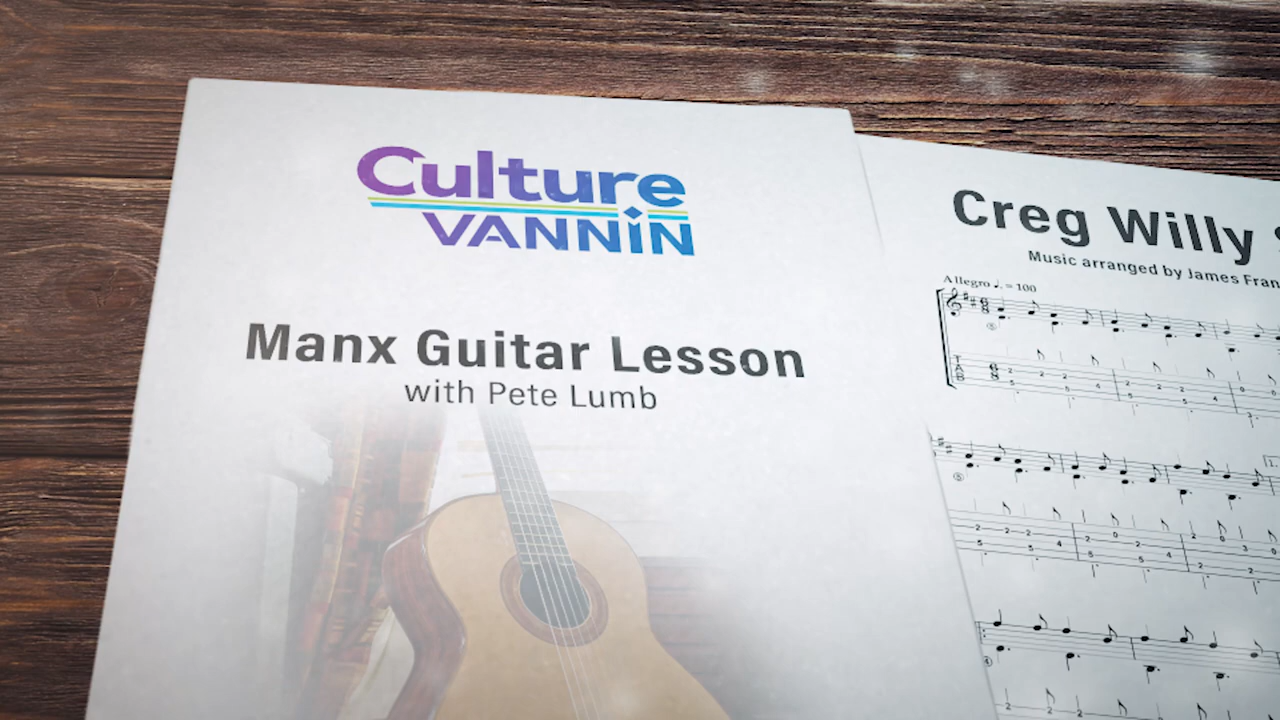 Culture
VANNIN
Manx Guitar Lesson
with Pete Lumb
Creg Willy
Music arranged by James
Allegro ♩. = 100